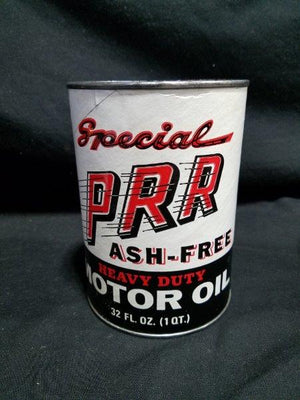 Special
PRR
ASH-FREE
HEAVY DUTY
MOTOR OIL
32 FL. OZ. (1 QT.)